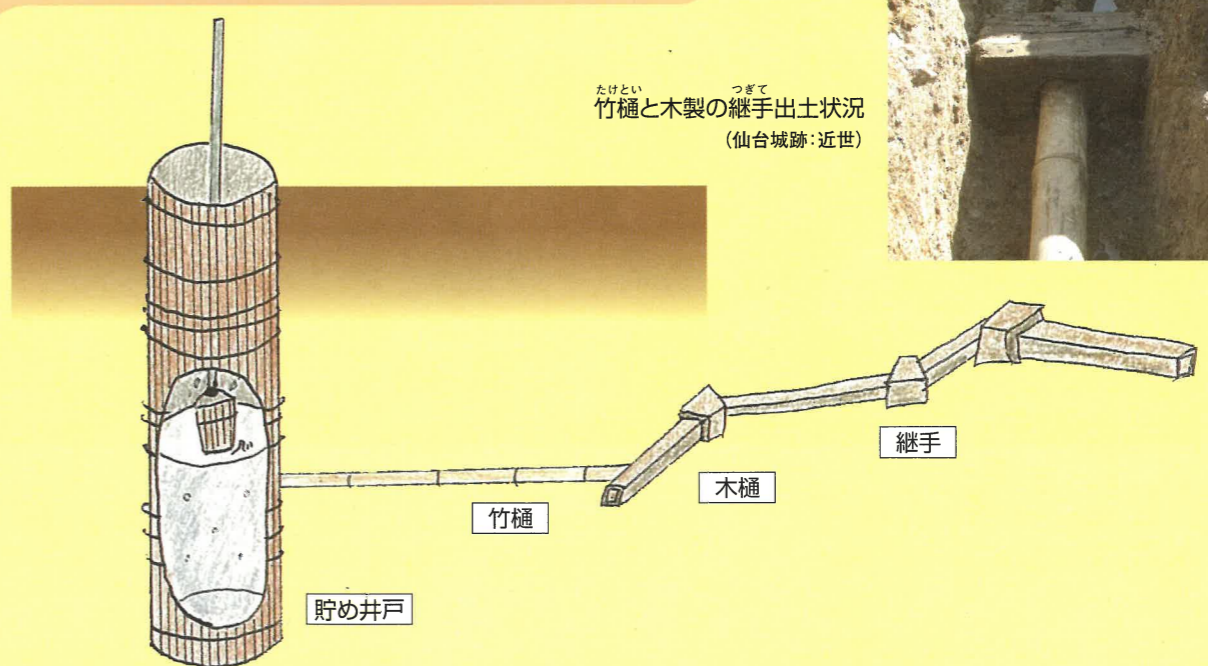 竹樋と木製の継手出土状況
たけとい つぎて
（仙台城跡：近世）
継手
木樋
竹樋
貯め井戸